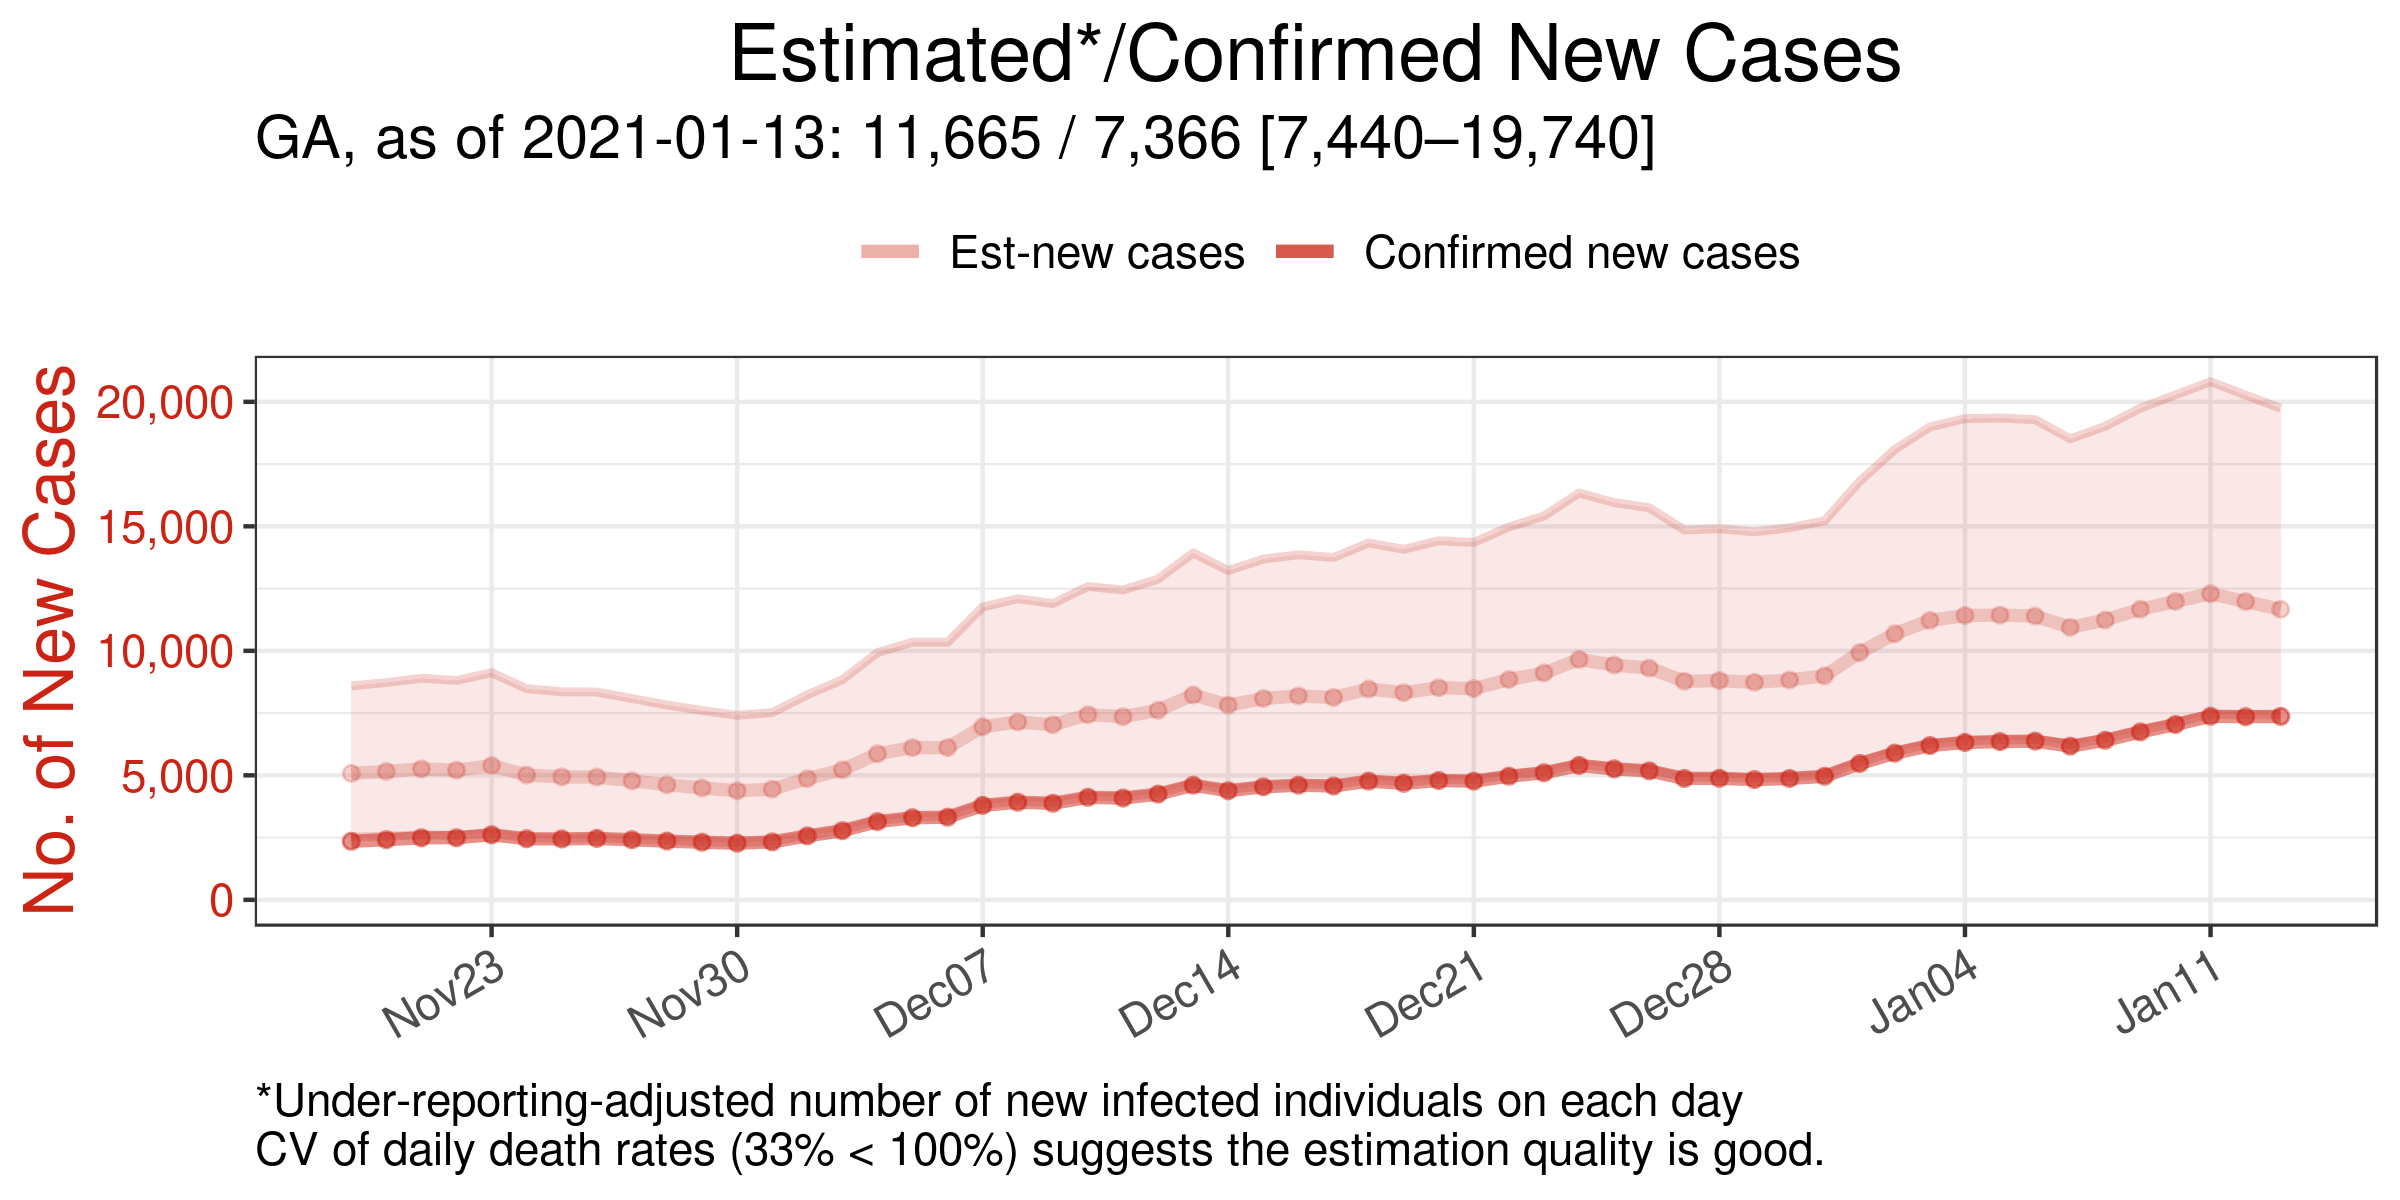 Estimated*/Confirmed New Cases
GA, as of 2021-01-13: 11,665 / 7,366 [7,440–19,740]
Est-new cases Confirmed new cases
No. of New Cases
20,000
15,000
10,000
5,000
0
Nov23 Nov30 Dec07 Dec14 Dec21 Dec28 Jan04 Jan11
*Under-reporting-adjusted number of new infected individuals on each day
CV of daily death rates (33% < 100%) suggests the estimation quality is good.